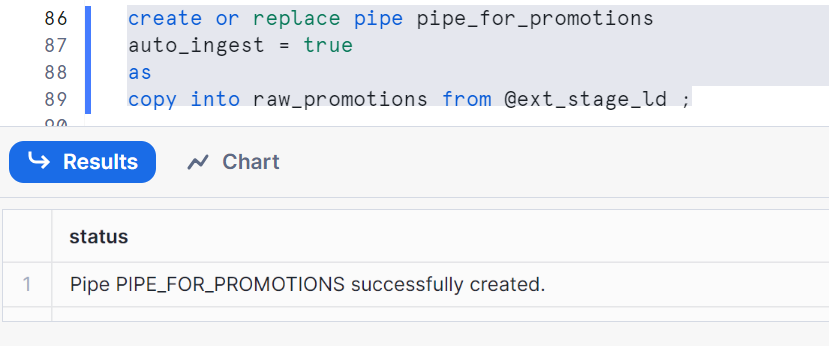 86 create or replace pipe pipe_for_promotions
87 auto_ingest = true
88 as
89 copy into raw_promotions from @ext_stage_ld ;
90
Results Chart
status
1 Pipe PIPE_FOR_PROMOTIONS successfully created.